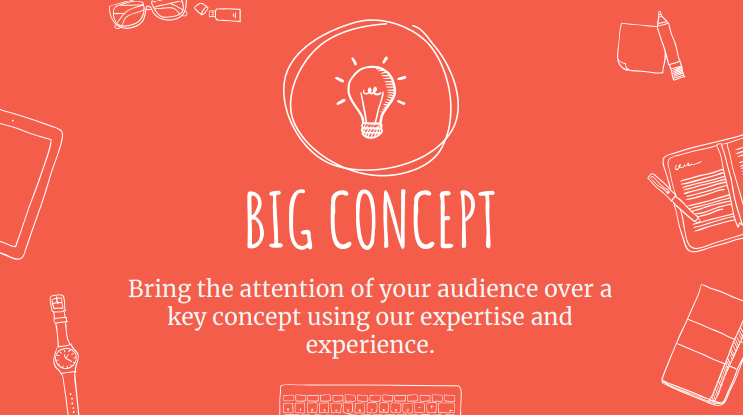 BIG CONCEPT
Bring the attention of your audience over a
key concept using our expertise and
experience.